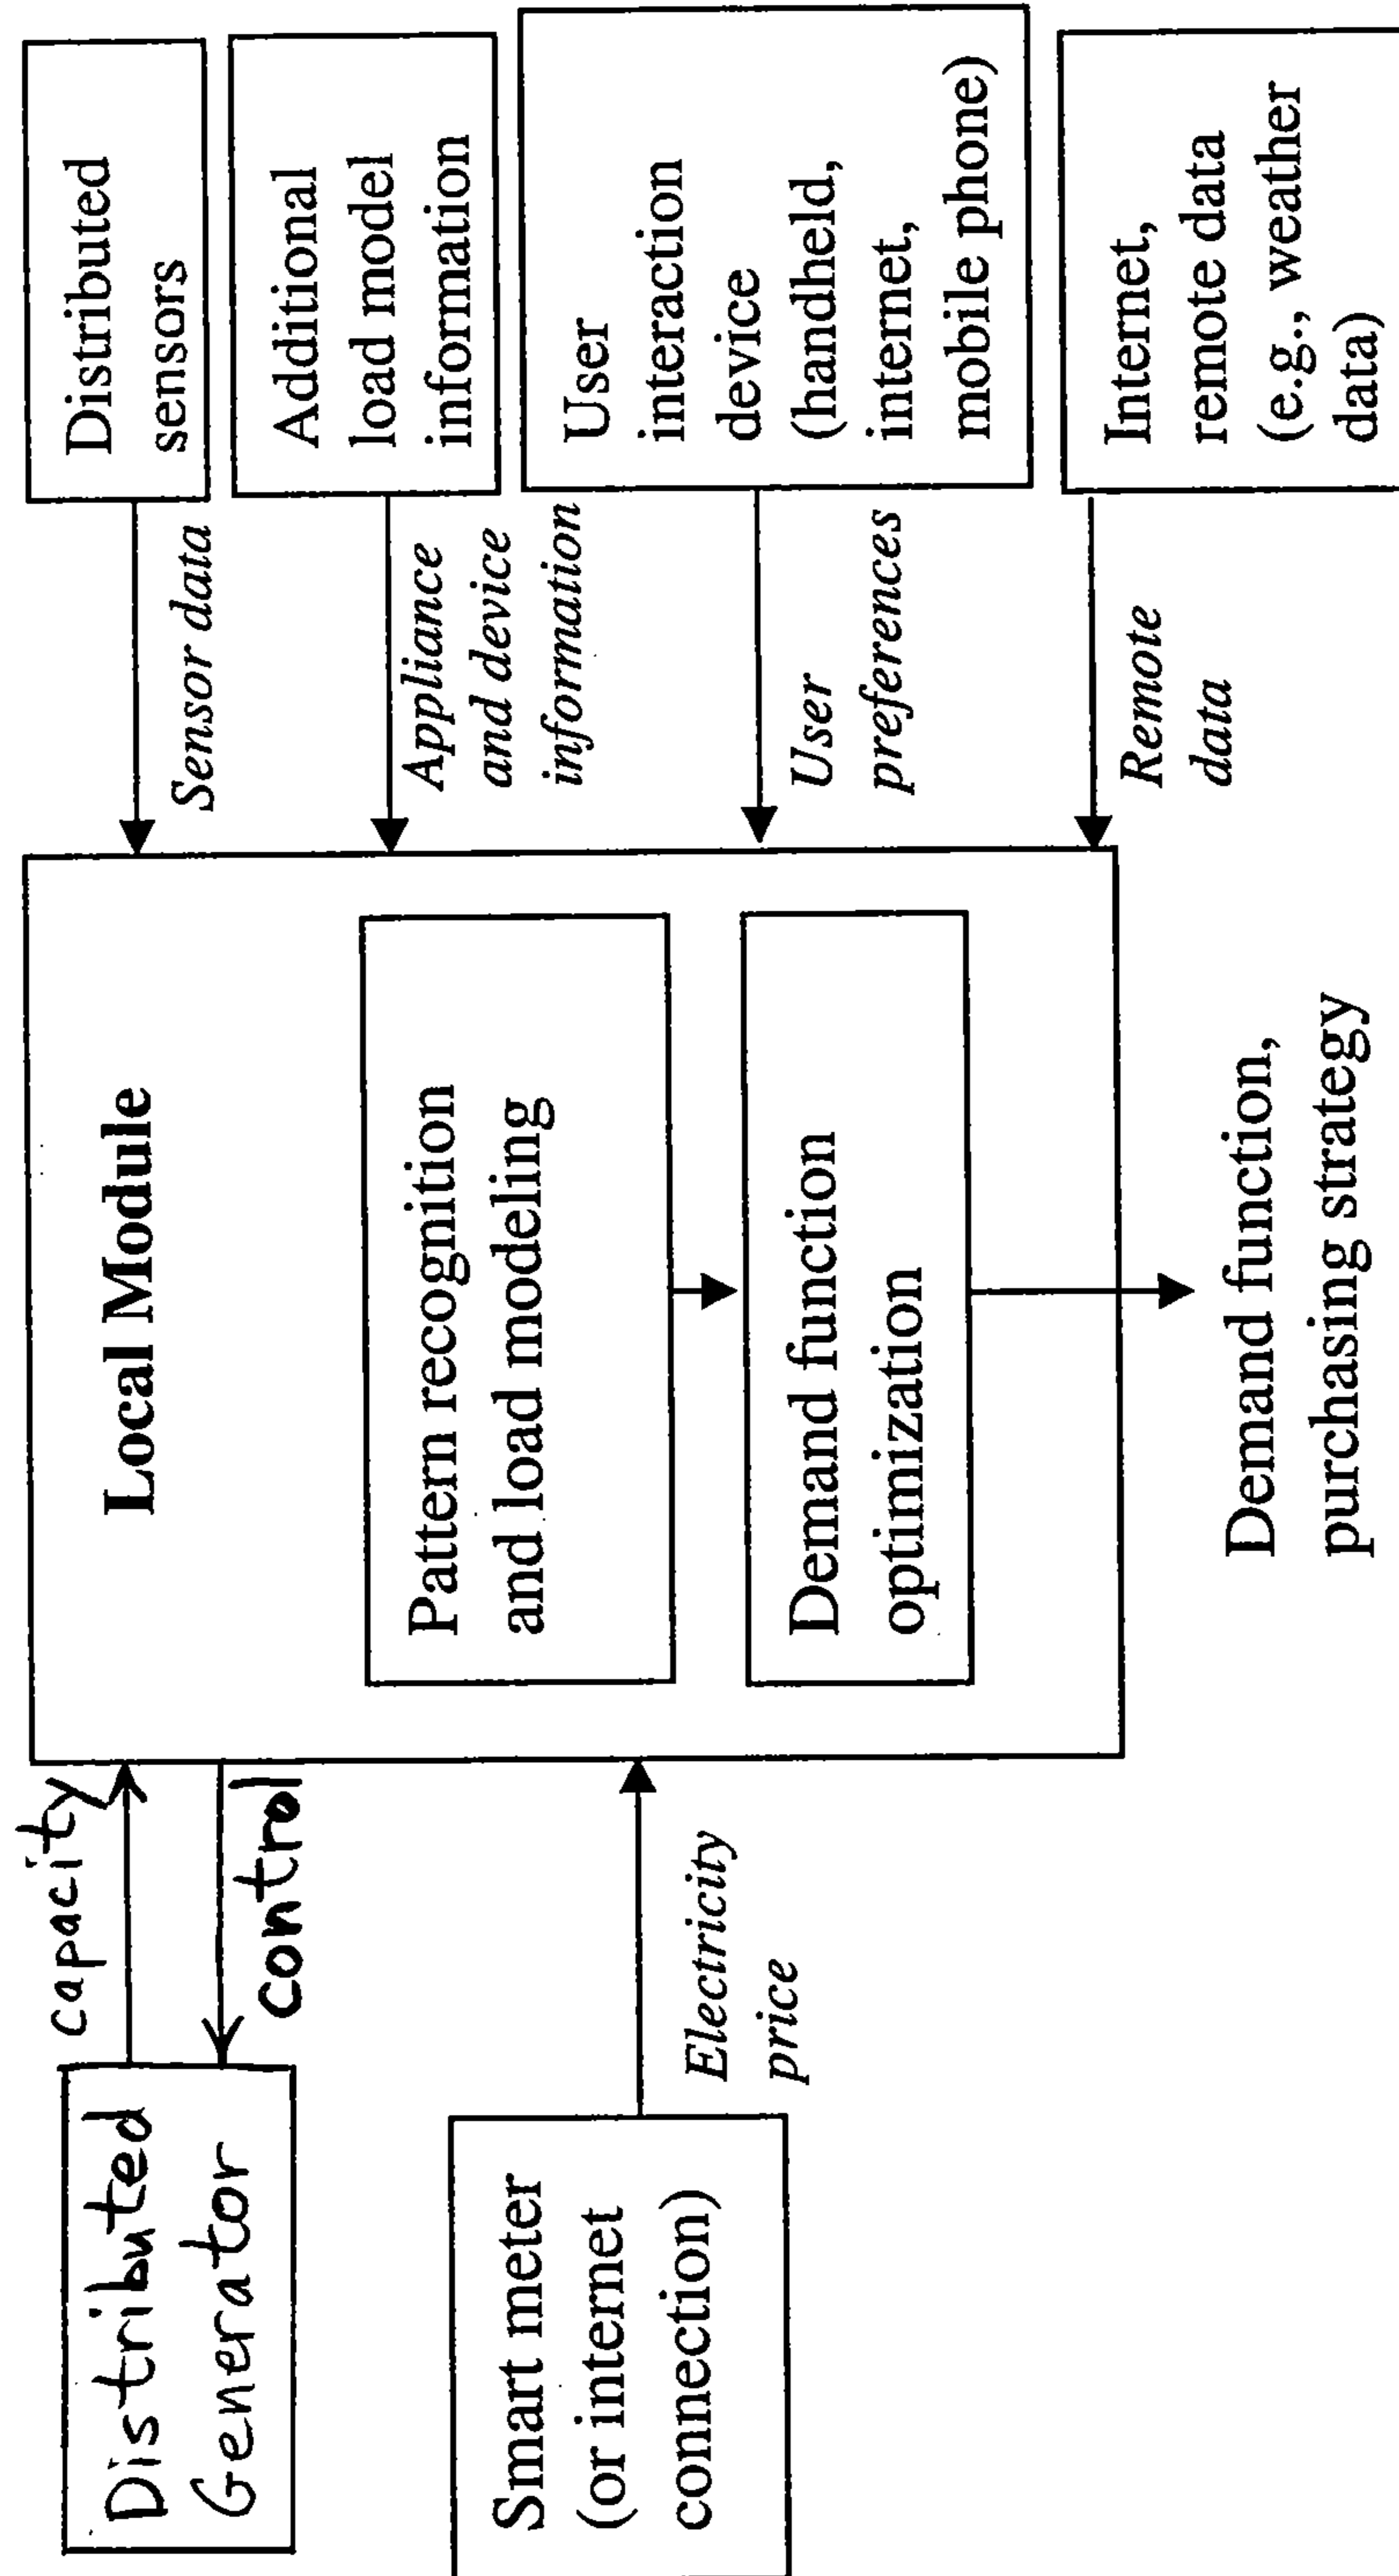 Distributed
Generator
capacity
control
Smart meter
(or internet
connection)
Electricity
price
Local Module
Pattern recognition
and load modeling
Demand function
optimization
Demand function,
purchasing strategy
Sensor data
Appliance
and device
information
User
preferences
Remote
data
Distributed
sensors
Additional
load model
information
User
interaction
device
(handheld,
internet,
mobile phone)
Internet,
remote data
(e.g., weather
data)